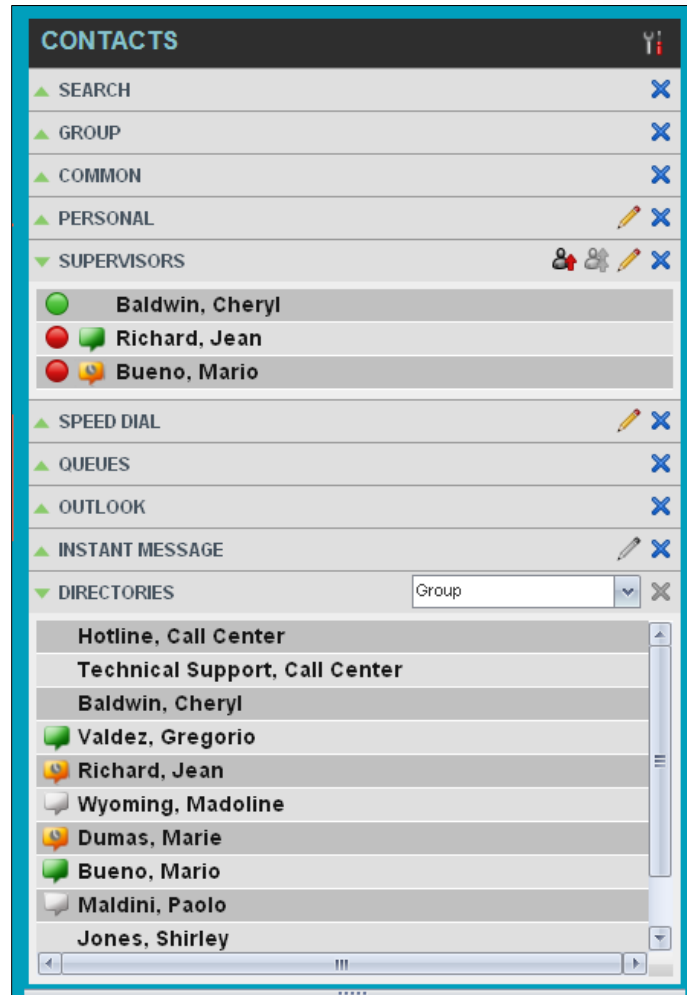 CONTACTS
SEARCH
GROUP
COMMON
PERSONAL
SUPERVISORS
Baldwin, Cheryl
Richard, Jean
Bueno, Mario
SPEED DIAL
QUEUES
OUTLOOK
INSTANT MESSAGE
DIRECTORIES Group
Hotline, Call Center
Technical Support, Call Center
Baldwin, Cheryl
Valdez, Gregorio
Richard, Jean
Wyoming, Madoline
Dumas, Marie
Bueno, Mario
Maldini, Paolo
Jones, Shirley